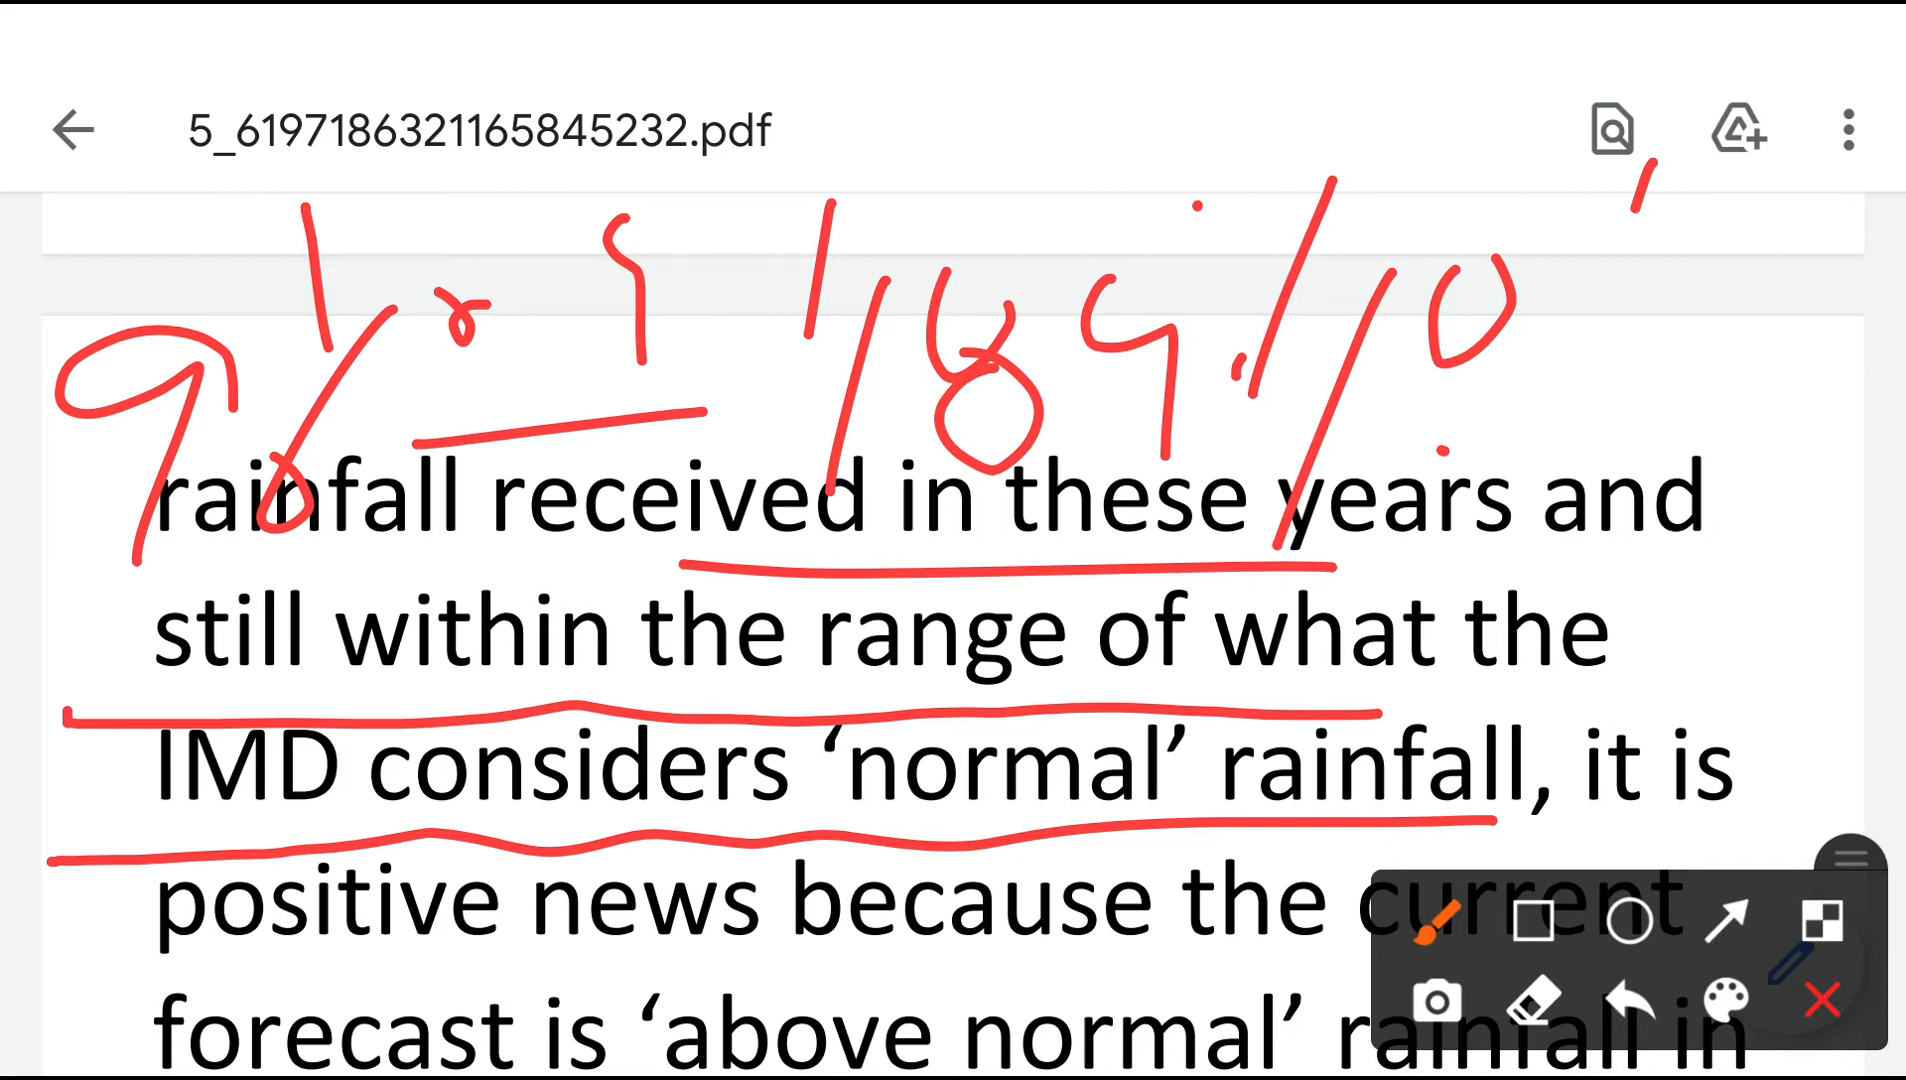 5_6197186321165845232.pdf
rainfall received in these years and
still within the range of what the
IMD considers ‘normal’ rainfall, it is
positive news because the current
forecast is ‘above normal’ rainfall in